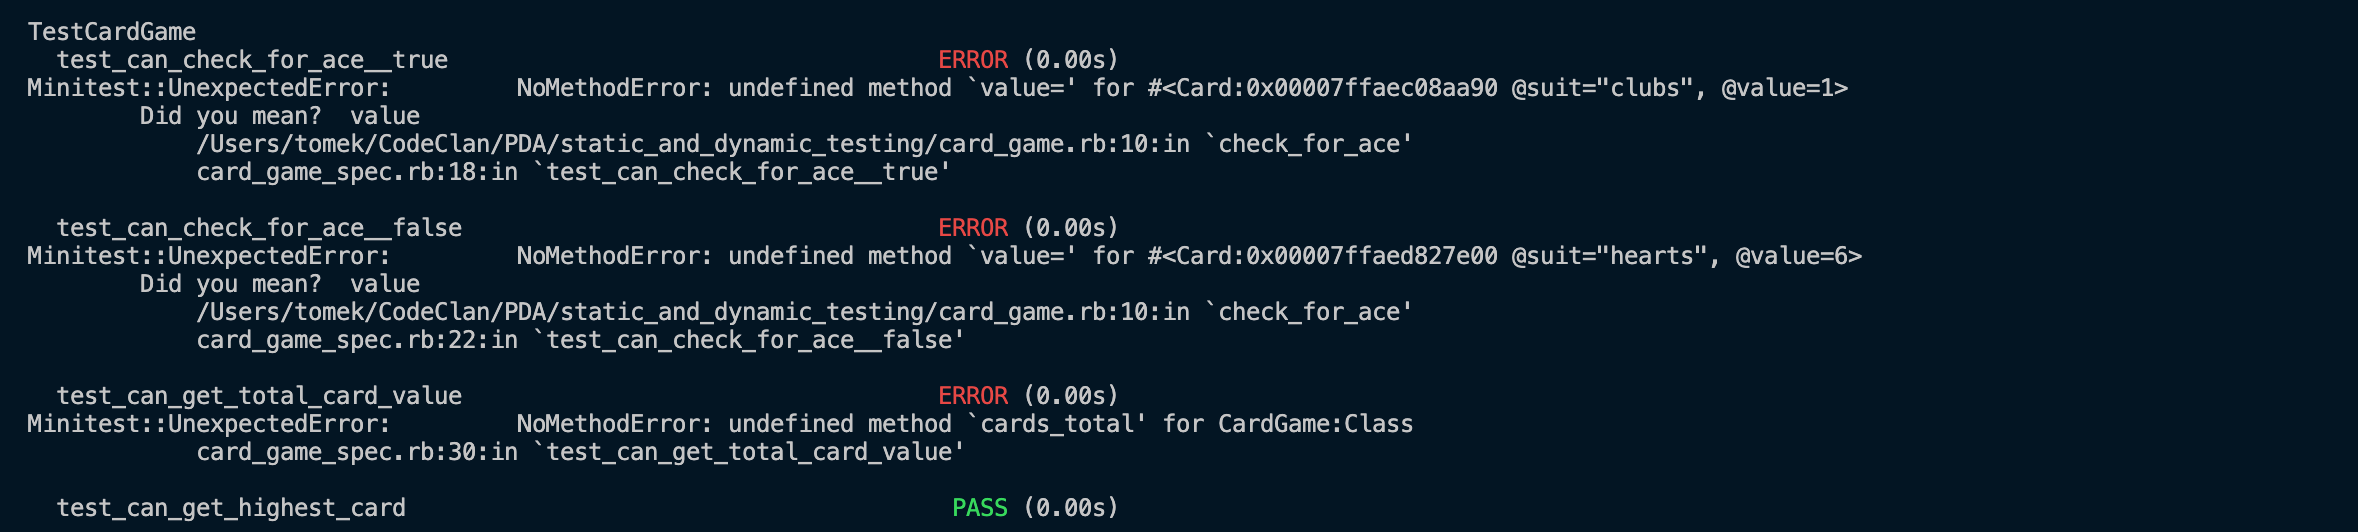 TestCardGame
test_can_check_for_ace__true ERROR (0.00s)
Minitest::UnexpectedError: NoMethodError: undefined method `value=' for #<Card:0x00007ffaec08aa90 @suit="clubs", @value=1>
Did you mean? value
/Users/tomek/CodeClan/PDA/static_and_dynamic_testing/card_game.rb:10:in `check_for_ace'
card_game_spec.rb:18:in `test_can_check_for_ace__true'
test_can_check_for_ace__false ERROR (0.00s)
Minitest::UnexpectedError: NoMethodError: undefined method `value=' for #<Card:0x00007ffaed827e00 @suit="hearts", @value=6>
Did you mean? value
/Users/tomek/CodeClan/PDA/static_and_dynamic_testing/card_game.rb:10:in `check_for_ace'
card_game_spec.rb:22:in `test_can_check_for_ace__false'
test_can_get_total_card_value ERROR (0.00s)
Minitest::UnexpectedError: NoMethodError: undefined method `cards_total' for CardGame:Class
card_game_spec.rb:30:in `test_can_get_total_card_value'
test_can_get_highest_card PASS (0.00s)